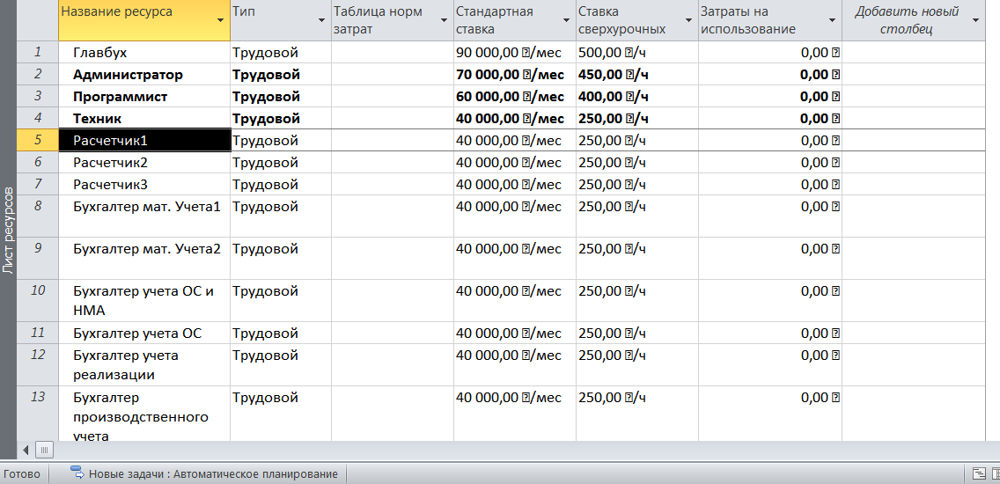 Название ресурса Тип Таблица норм затрат Стандартная ставка Ставка сверхурочных Затраты на использование Добавить новый столбец
1 Главбух Трудовой 90 000,00 ⍰/мес 500,00 ⍰/ч 0,00 ⍰
2 Администратор Трудовой 70 000,00 ⍰/мес 450,00 ⍰/ч 0,00 ⍰
3 Программист Трудовой 60 000,00 ⍰/мес 400,00 ⍰/ч 0,00 ⍰
4 Техник Трудовой 40 000,00 ⍰/мес 250,00 ⍰/ч 0,00 ⍰
5 Расчетчик1 Трудовой 40 000,00 ⍰/мес 250,00 ⍰/ч 0,00 ⍰
6 Расчетчик2 Трудовой 40 000,00 ⍰/мес 250,00 ⍰/ч 0,00 ⍰
7 Расчетчик3 Трудовой 40 000,00 ⍰/мес 250,00 ⍰/ч 0,00 ⍰
8 Бухгалтер мат. Учета1 Трудовой 40 000,00 ⍰/мес 250,00 ⍰/ч 0,00 ⍰
9 Бухгалтер мат. Учета2 Трудовой 40 000,00 ⍰/мес 250,00 ⍰/ч 0,00 ⍰
10 Бухгалтер учета ОС и Трудовой 40 000,00 ⍰/мес 250,00 ⍰/ч 0,00 ⍰
НМА
11 Бухгалтер учета ОС Трудовой 40 000,00 ⍰/мес 250,00 ⍰/ч 0,00 ⍰
12 Бухгалтер учета Трудовой 40 000,00 ⍰/мес 250,00 ⍰/ч 0,00 ⍰
реализации
13 Бухгалтер Трудовой 40 000,00 ⍰/мес 250,00 ⍰/ч 0,00 ⍰
производственного
учета
Лист ресурсов
Готово Новые задачи : Автоматическое планирование